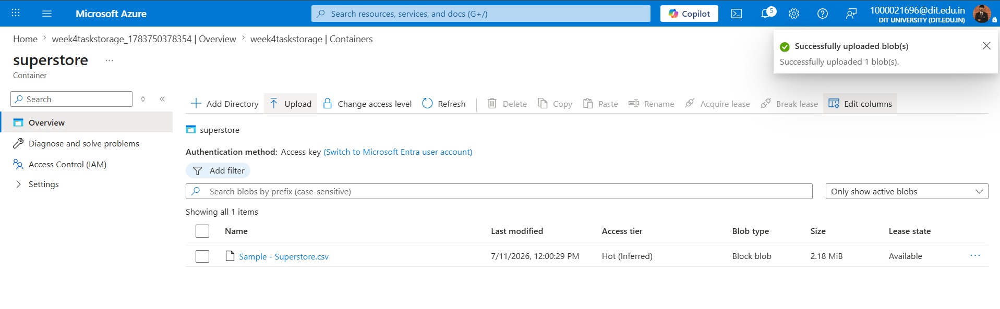 Microsoft Azure
Search resources, services, and docs (G+/)
Copilot
5
1000021696@dit.edu.in
DIT UNIVERSITY (DIT.EDU.IN)
Home > week4taskstorage_1783750378354 | Overview > week4taskstorage | Containers
superstore ...
Container
Successfully uploaded blob(s)
Successfully uploaded 1 blob(s).
Search
Overview
Diagnose and solve problems
Access Control (IAM)
Settings
Add Directory Upload Change access level Refresh Delete Copy Paste Rename Acquire lease Break lease Edit columns
superstore
Authentication method: Access key (Switch to Microsoft Entra user account)
Add filter
Search blobs by prefix (case-sensitive)
Only show active blobs
Showing all 1 items
Name Last modified Access tier Blob type Size Lease state
Sample - Superstore.csv 7/11/2026, 12:00:29 PM Hot (Inferred) Block blob 2.18 MiB Available ...